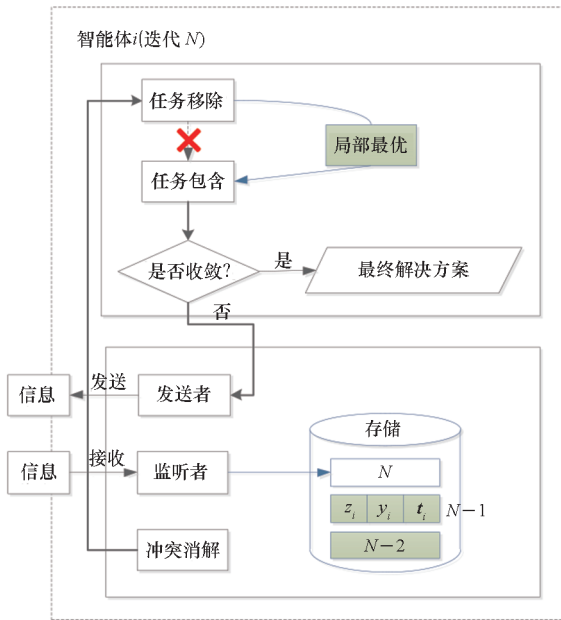 智能体i(迭代 N)
任务移除
局部最优
任务包含
是否收敛?
是
最终解决方案
否
信息
发送
发送者
信息
接收
监听者
冲突消解
存储
N
z_i y_i t_i
N-1
N-2